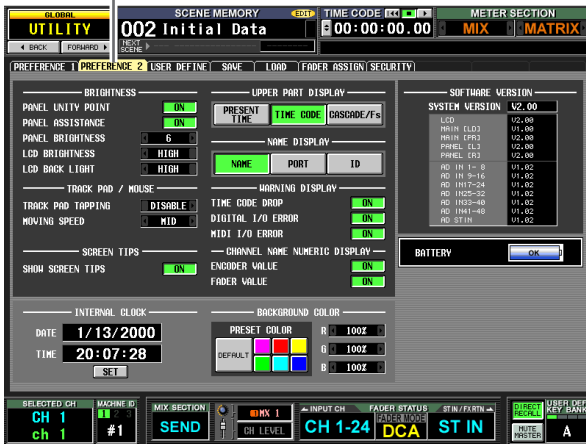 GLOBAL
UTILITY
BACK FORWARD
SCENE MEMORY EDIT
002 Initial Data
NEXT SCENE
TIME CODE
00:00:00.00
METER SECTION
MIX MATRIX
PREFERENCE 1 PREFERENCE 2 USER DEFINE SAVE LOAD FADER ASSIGN SECURITY
BRIGHTNESS
PANEL UNITY POINT ON
PANEL ASSISTANCE ON
PANEL BRIGHTNESS 6
LCD BRIGHTNESS HIGH
LCD BACK LIGHT HIGH
TRACK PAD / MOUSE
TRACK PAD TAPPING DISABLE
MOVING SPEED MID
SCREEN TIPS
SHOW SCREEN TIPS ON
UPPER PART DISPLAY
PRESENT TIME TIME CODE CASCADE/Fs
NAME DISPLAY
NAME PORT ID
WARNING DISPLAY
TIME CODE DROP ON
DIGITAL I/O ERROR ON
MIDI I/O ERROR ON
CHANNEL NAME NUMERIC DISPLAY
ENCODER VALUE ON
FADER VALUE ON
SOFTWARE VERSION
SYSTEM VERSION V2.00
LCD V2.00
MAIN [LD] V1.00
MAIN [PR] V2.00
PANEL [L] V2.00
PANEL [R] V2.00
AD IN 1- 8 V1.02
AD IN 9-16 V1.02
AD IN17-24 V1.02
AD IN25-32 V1.02
AD IN33-40 V1.02
AD IN41-48 V1.02
AD STIN V1.02
BATTERY OK
INTERNAL CLOCK
DATE 1/13/2000
TIME 20:07:28
SET
BACKGROUND COLOR
PRESET COLOR
DEFAULT
R 100%
G 100%
B 100%
SELECTED CH
CH 1
ch 1
MACHINE ID
1 2 3
#1
MIX SECTION
SEND
MX 1
CH LEVEL
INPUT CH FADER STATUS STIN/FXRTN
CH 1-24
FADER MODE
DCA
ST IN
DIRECT RECALL
MUTE MASTER
USER DEF
KEY BANK
A